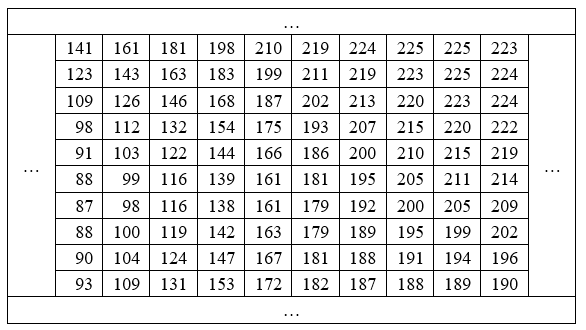 …
141 161 181 198 210 219 224 225 225 223
123 143 163 183 199 211 219 223 225 224
109 126 146 168 187 202 213 220 223 224
98 112 132 154 175 193 207 215 220 222
… 91 103 122 144 166 186 200 210 215 219 …
88 99 116 139 161 181 195 205 211 214
87 98 116 138 161 179 192 200 205 209
88 100 119 142 163 179 189 195 199 202
90 104 124 147 167 181 188 191 194 196
93 109 131 153 172 182 187 188 189 190
…